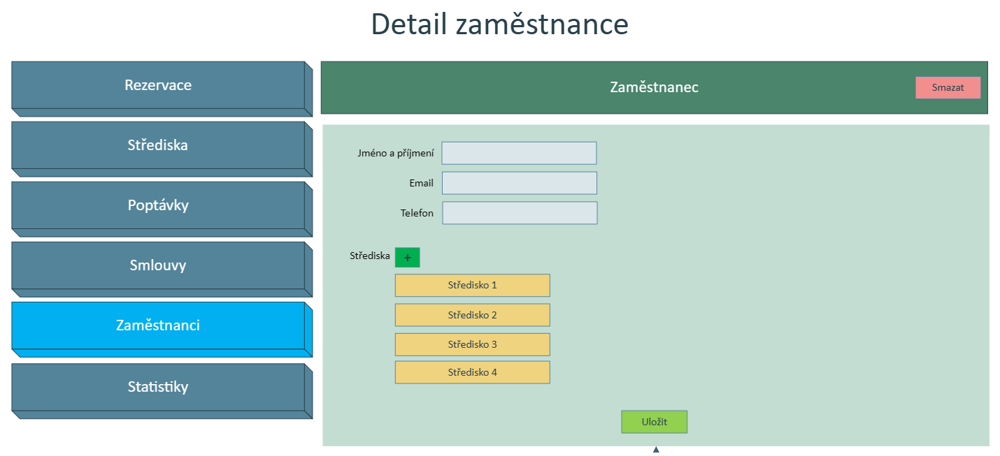 Detail zaměstnance
Rezervace
Střediska
Poptávky
Smlouvy
Zaměstnanci
Statistiky
Zaměstnanec
Smazat
Jméno a příjmení
Email
Telefon
Střediska +
Středisko 1
Středisko 2
Středisko 3
Středisko 4
Uložit